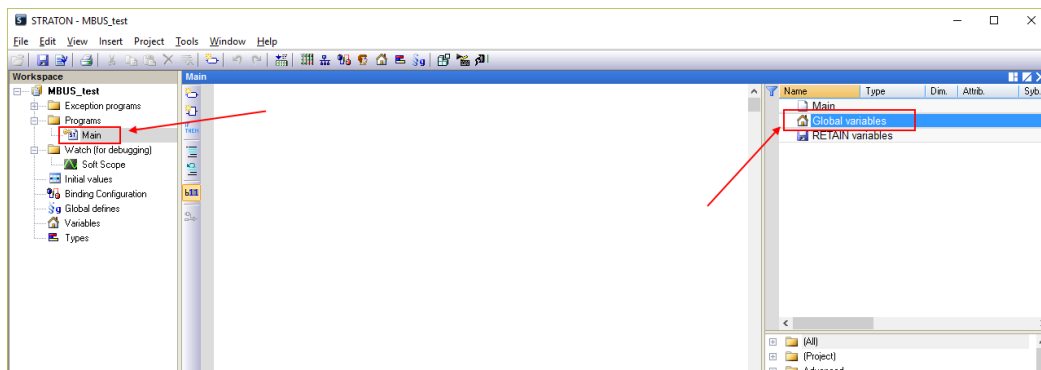 STRATON - MBUS_test
File Edit View Insert Project Tools Window Help
Workspace
MBUS_test
Exception programs
Programs
Main
Watch (for debugging)
Soft Scope
Initial values
Binding Configuration
Global defines
Variables
Types
Main
Name Type Dim. Attrib. Syb.
Main
Global variables
RETAIN variables
(All)
(Project)
Advanced